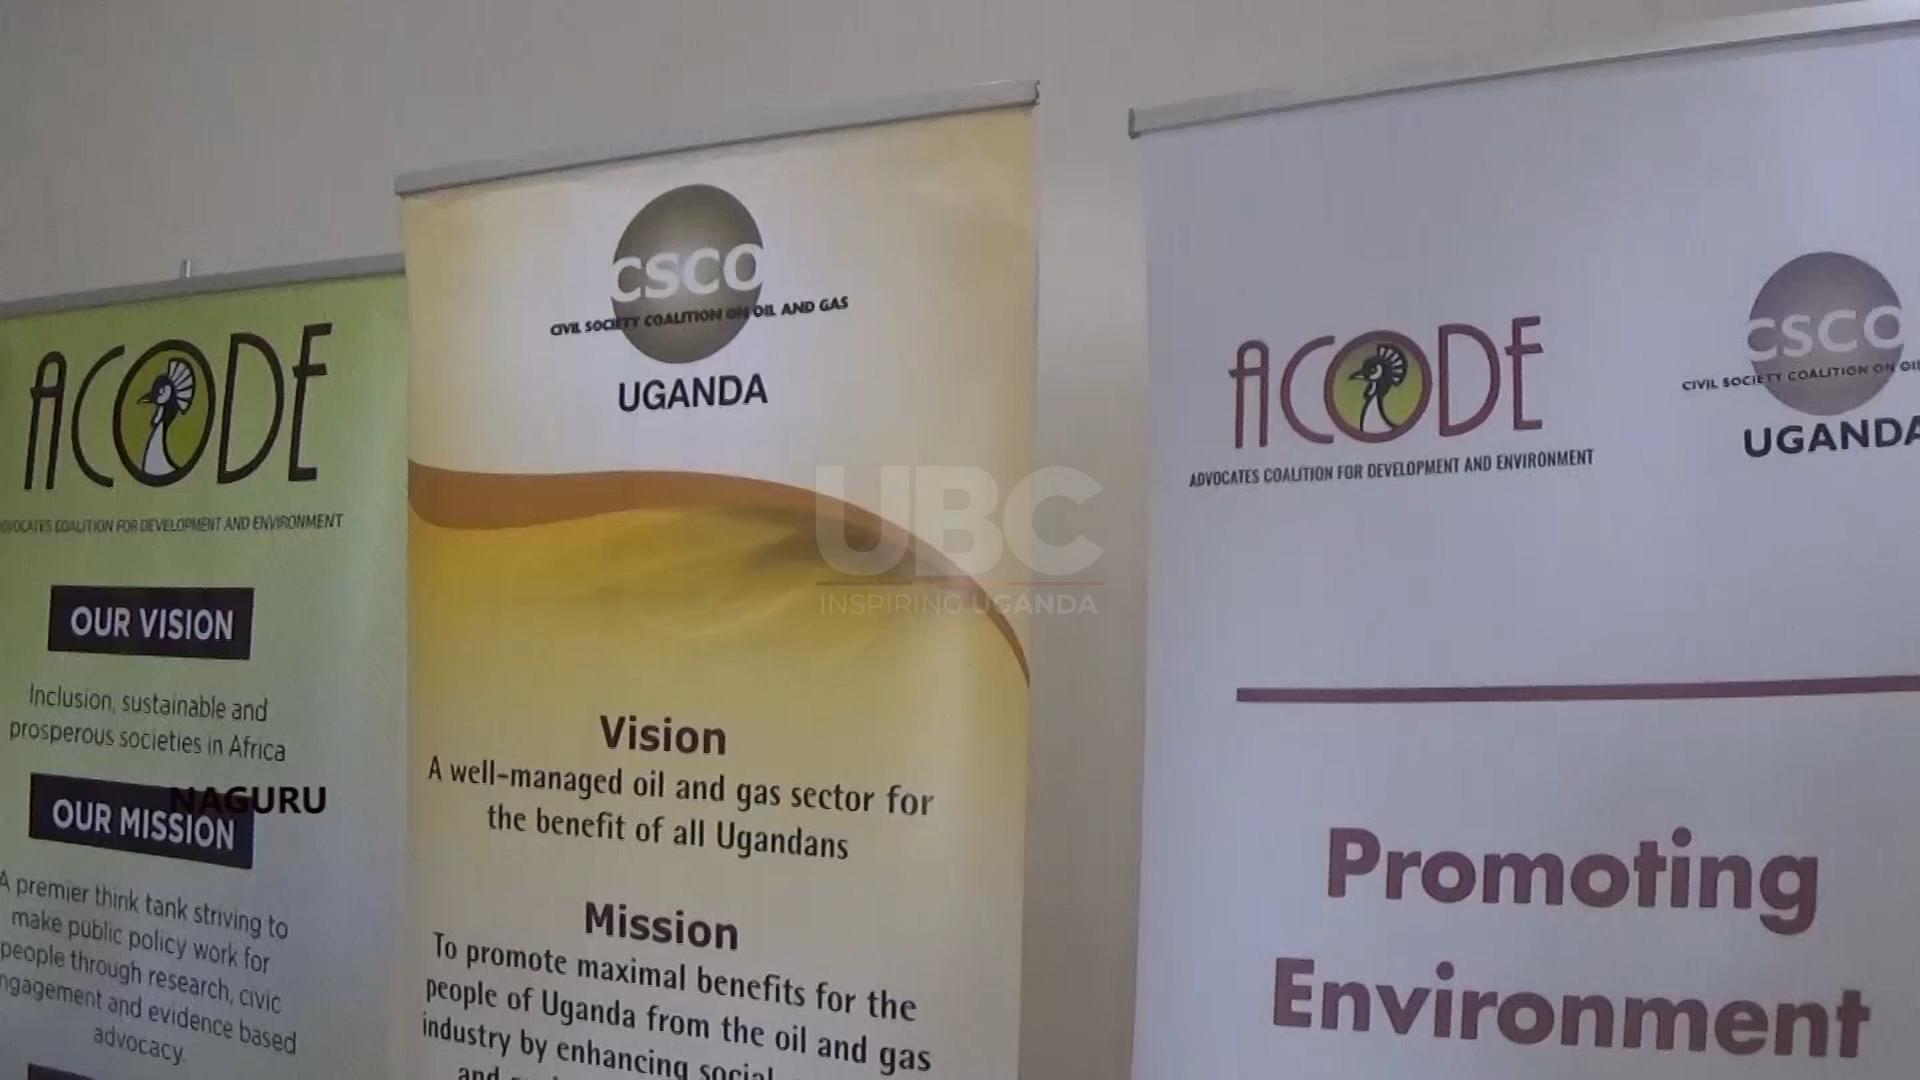 ACODE
ADVOCATES COALITION FOR DEVELOPMENT AND ENVIRONMENT
OUR VISION
Inclusion, sustainable and
prosperous societies in Africa
NAGURU
OUR MISSION
A premier think tank striving to
make public policy work for
people through research, civic
ngagement and evidence based
advocacy.
CSCO
CIVIL SOCIETY COALITION ON OIL AND GAS
UGANDA
Vision
A well-managed oil and gas sector for
the benefit of all Ugandans
Mission
To promote maximal benefits for the
people of Uganda from the oil and gas
industry by enhancing social
and
UBC
INSPIRING UGANDA
ACODE
ADVOCATES COALITION FOR DEVELOPMENT AND ENVIRONMENT
CSCO
CIVIL SOCIETY COALITION ON OIL
UGANDA
Promoting
Environment